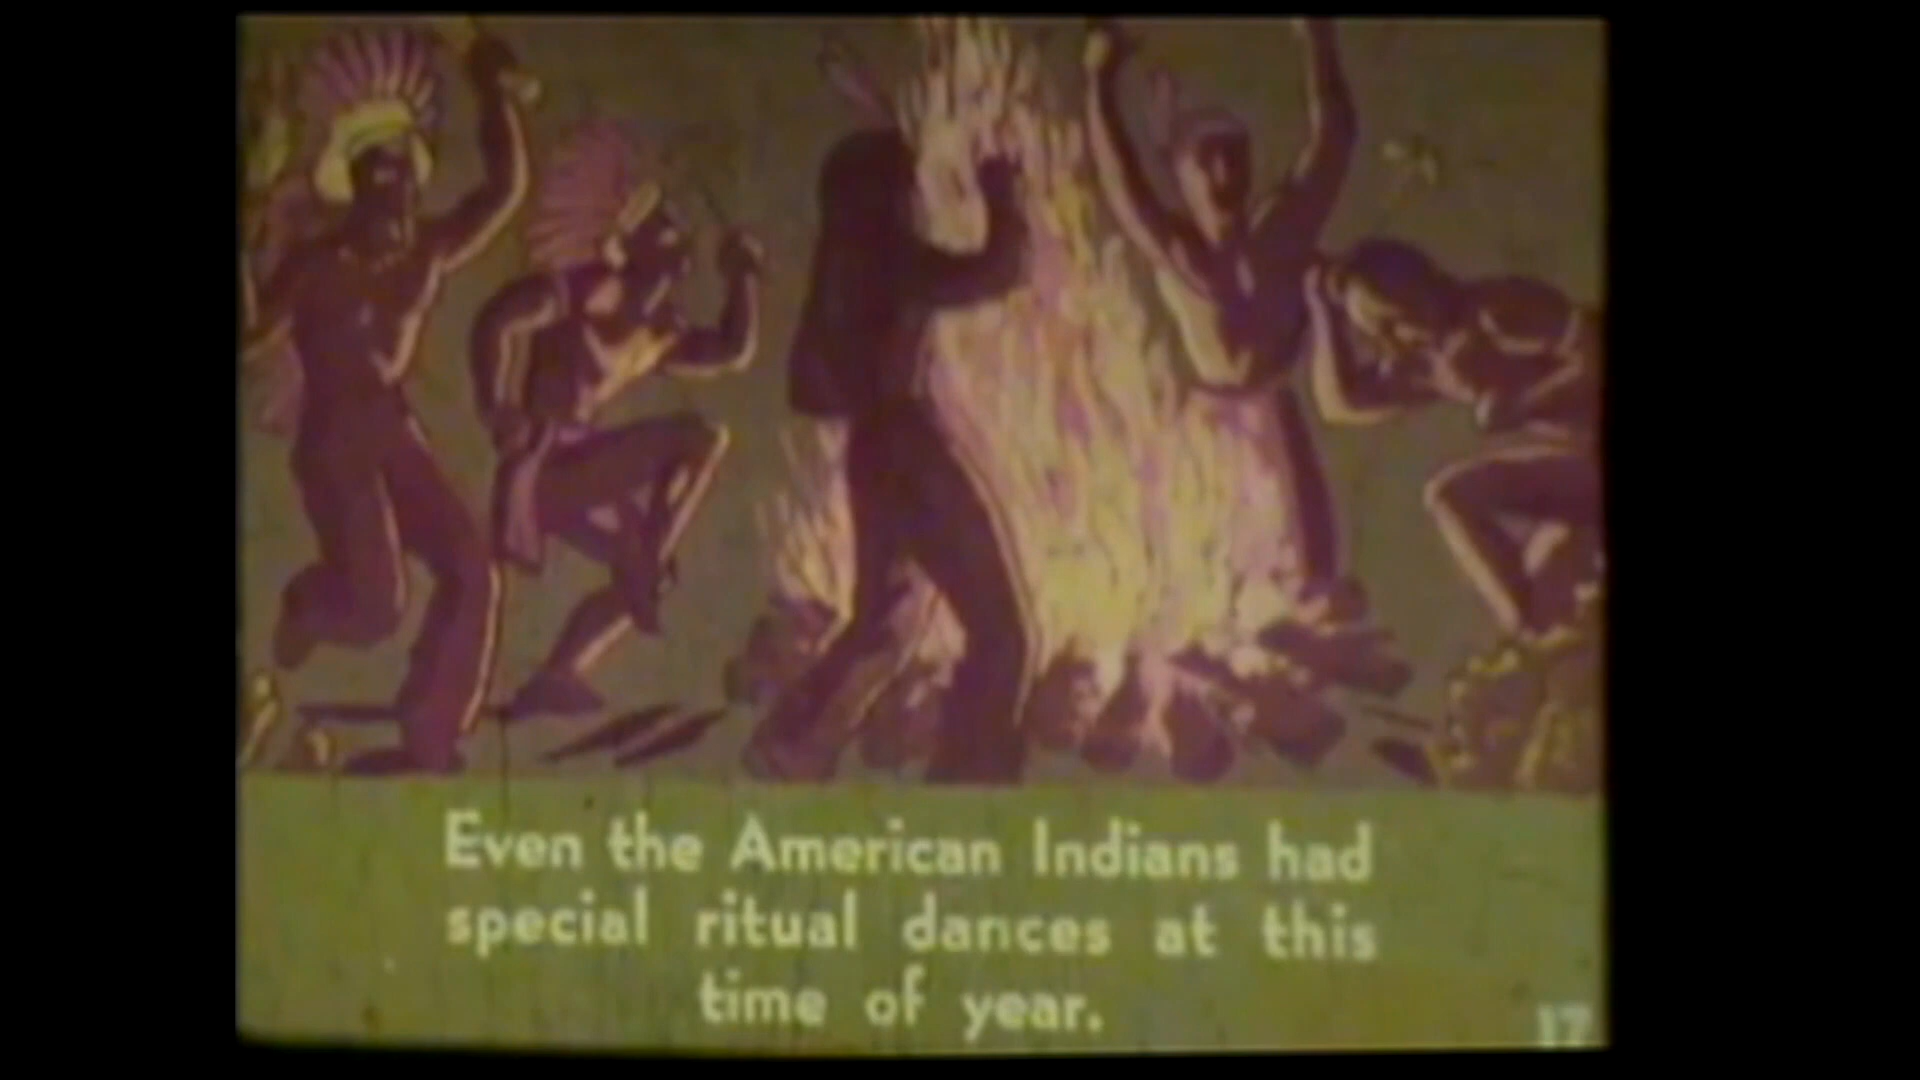 Even the American Indians had
special ritual dances at this
time of year.
17